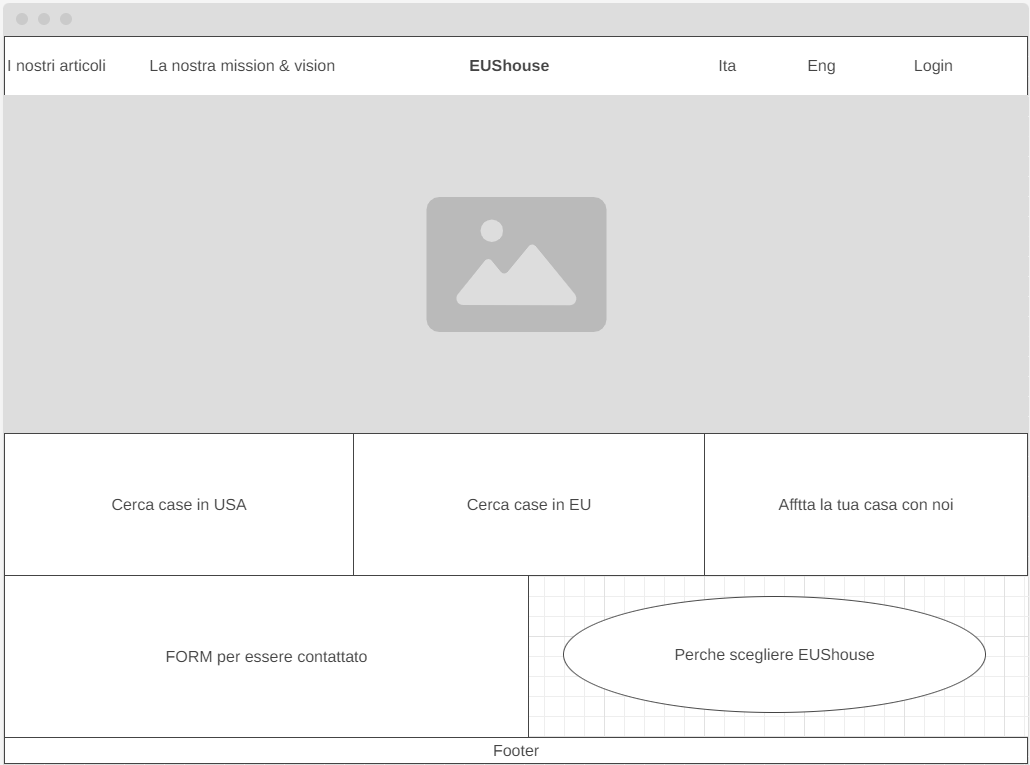 I nostri articoli
La nostra mission & vision
EUShouse
Ita
Eng
Login
Cerca case in USA
Cerca case in EU
Afftta la tua casa con noi
FORM per essere contattato
Perche scegliere EUShouse
Footer